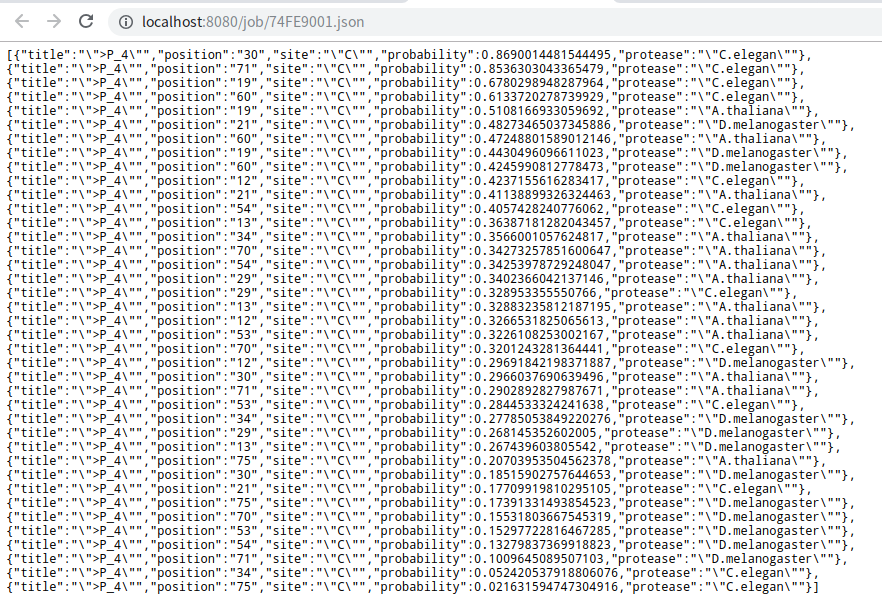 localhost:8080/job/74FE9001.json
[{"title":"\">P_4\"","position":"30","site":"\"C\"","probability":0.8690014481544495,"protease":"\"C.elegan\""},
{"title":"\">P_4\"","position":"71","site":"\"C\"","probability":0.8536303043365479,"protease":"\"C.elegan\""},
{"title":"\">P_4\"","position":"19","site":"\"C\"","probability":0.6780298948287964,"protease":"\"C.elegan\""},
{"title":"\">P_4\"","position":"60","site":"\"C\"","probability":0.6133720278739929,"protease":"\"C.elegan\""},
{"title":"\">P_4\"","position":"19","site":"\"C\"","probability":0.5108166933059692,"protease":"\"A.thaliana\""},
{"title":"\">P_4\"","position":"21","site":"\"C\"","probability":0.48273465037345886,"protease":"\"D.melanogaster\""},
{"title":"\">P_4\"","position":"60","site":"\"C\"","probability":0.47248801589012146,"protease":"\"A.thaliana\""},
{"title":"\">P_4\"","position":"19","site":"\"C\"","probability":0.4430496096611023,"protease":"\"D.melanogaster\""},
{"title":"\">P_4\"","position":"60","site":"\"C\"","probability":0.4245990812778473,"protease":"\"D.melanogaster\""},
{"title":"\">P_4\"","position":"12","site":"\"C\"","probability":0.4237155616283417,"protease":"\"C.elegan\""},
{"title":"\">P_4\"","position":"21","site":"\"C\"","probability":0.41138899326324463,"protease":"\"A.thaliana\""},
{"title":"\">P_4\"","position":"54","site":"\"C\"","probability":0.4057428240776062,"protease":"\"C.elegan\""},
{"title":"\">P_4\"","position":"13","site":"\"C\"","probability":0.36387181282043457,"protease":"\"C.elegan\""},
{"title":"\">P_4\"","position":"34","site":"\"C\"","probability":0.3566001057624817,"protease":"\"A.thaliana\""},
{"title":"\">P_4\"","position":"70","site":"\"C\"","probability":0.34273257851600647,"protease":"\"A.thaliana\""},
{"title":"\">P_4\"","position":"54","site":"\"C\"","probability":0.34253978729248047,"protease":"\"A.thaliana\""},
{"title":"\">P_4\"","position":"29","site":"\"C\"","probability":0.3402366042137146,"protease":"\"A.thaliana\""},
{"title":"\">P_4\"","position":"29","site":"\"C\"","probability":0.328953355550766,"protease":"\"C.elegan\""},
{"title":"\">P_4\"","position":"13","site":"\"C\"","probability":0.32883235812187195,"protease":"\"A.thaliana\""},
{"title":"\">P_4\"","position":"12","site":"\"C\"","probability":0.3266531825065613,"protease":"\"A.thaliana\""},
{"title":"\">P_4\"","position":"53","site":"\"C\"","probability":0.3226108253002167,"protease":"\"A.thaliana\""},
{"title":"\">P_4\"","position":"70","site":"\"C\"","probability":0.3201243281364441,"protease":"\"C.elegan\""},
{"title":"\">P_4\"","position":"12","site":"\"C\"","probability":0.29691842198371887,"protease":"\"D.melanogaster\""},
{"title":"\">P_4\"","position":"30","site":"\"C\"","probability":0.2966037690639496,"protease":"\"A.thaliana\""},
{"title":"\">P_4\"","position":"71","site":"\"C\"","probability":0.2902892827987671,"protease":"\"A.thaliana\""},
{"title":"\">P_4\"","position":"53","site":"\"C\"","probability":0.2844533324241638,"protease":"\"C.elegan\""},
{"title":"\">P_4\"","position":"34","site":"\"C\"","probability":0.27785053849220276,"protease":"\"D.melanogaster\""},
{"title":"\">P_4\"","position":"29","site":"\"C\"","probability":0.268145352602005,"protease":"\"D.melanogaster\""},
{"title":"\">P_4\"","position":"13","site":"\"C\"","probability":0.267439603805542,"protease":"\"D.melanogaster\""},
{"title":"\">P_4\"","position":"75","site":"\"C\"","probability":0.20703953504562378,"protease":"\"A.thaliana\""},
{"title":"\">P_4\"","position":"30","site":"\"C\"","probability":0.18515902757644653,"protease":"\"D.melanogaster\""},
{"title":"\">P_4\"","position":"21","site":"\"C\"","probability":0.17709919810295105,"protease":"\"C.elegan\""},
{"title":"\">P_4\"","position":"75","site":"\"C\"","probability":0.17391331493854523,"protease":"\"D.melanogaster\""},
{"title":"\">P_4\"","position":"70","site":"\"C\"","probability":0.15531803667545319,"protease":"\"D.melanogaster\""},
{"title":"\">P_4\"","position":"53","site":"\"C\"","probability":0.15297722816467285,"protease":"\"D.melanogaster\""},
{"title":"\">P_4\"","position":"54","site":"\"C\"","probability":0.13279837369918823,"protease":"\"D.melanogaster\""},
{"title":"\">P_4\"","position":"71","site":"\"C\"","probability":0.1009645089507103,"protease":"\"D.melanogaster\""},
{"title":"\">P_4\"","position":"34","site":"\"C\"","probability":0.05242053791880 6076,"protease":"\"C.elegan\""},
{"title":"\">P_4\"","position":"75","site":"\"C\"","probability":0.021631594747304916,"protease":"\"C.elegan\""}]